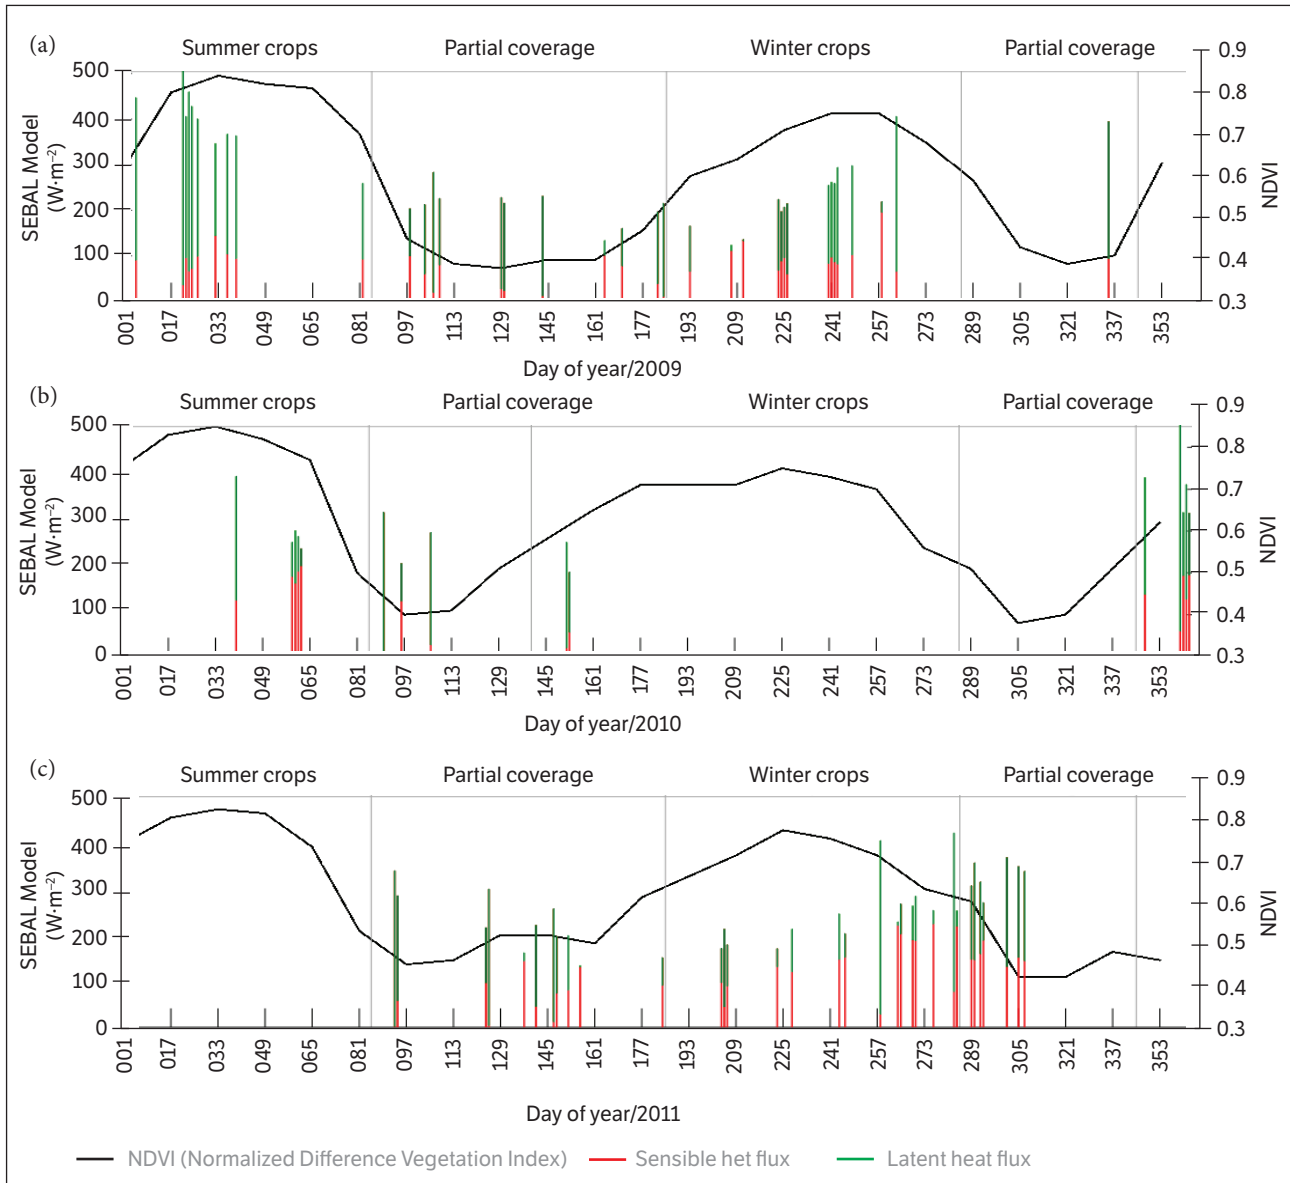 (a)
Summer crops Partial coverage Winter crops Partial coverage
500 400 300 200 100 0
SEBAL Model
(W·m⁻²)
0.9 0.8 0.7 0.6 0.5 0.4 0.3
NDVI
001 017 033 049 065 081 097 113 129 145 161 177 193 209 225 241 257 273 289 305 321 337 353
Day of year/2009
(b)
Summer crops Partial coverage Winter crops Partial coverage
500 400 300 200 100 0
SEBAL Model
(W·m⁻²)
0.9 0.8 0.7 0.6 0.5 0.4 0.3
NDVI
001 017 033 049 065 081 097 113 129 145 161 177 193 209 225 241 257 273 289 305 321 337 353
Day of year/2010
(c)
Summer crops Partial coverage Winter crops Partial coverage
500 400 300 200 100 0
SEBAL Model
(W·m⁻²)
0.9 0.8 0.7 0.6 0.5 0.4 0.3
NDVI
001 017 033 049 065 081 097 113 129 145 161 177 193 209 225 241 257 273 289 305 321 337 353
Day of year/2011
NDVI (Normalized Difference Vegetation Index) Sensible het flux Latent heat flux